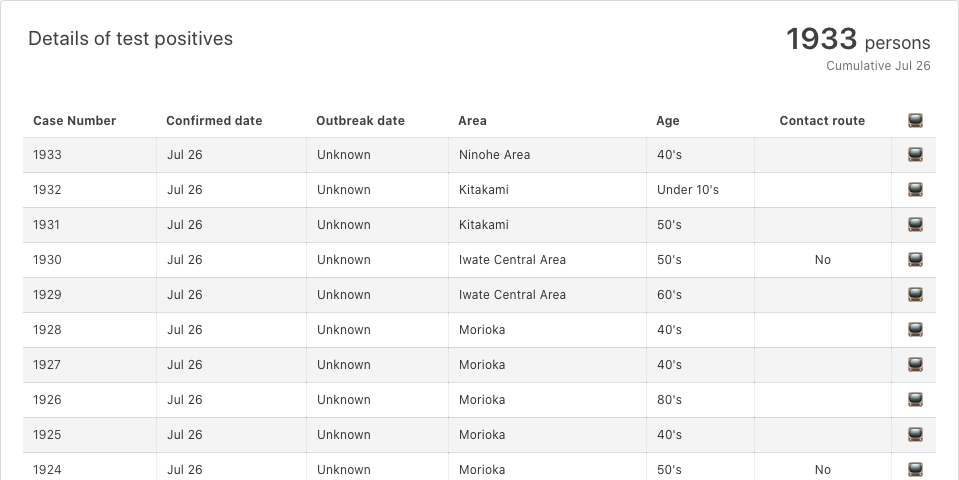 Details of test positives
1933 persons
Cumulative Jul 26
Case Number Confirmed date Outbreak date Area Age Contact route
1933 Jul 26 Unknown Ninohe Area 40's
1932 Jul 26 Unknown Kitakami Under 10's
1931 Jul 26 Unknown Kitakami 50's
1930 Jul 26 Unknown Iwate Central Area 50's No
1929 Jul 26 Unknown Iwate Central Area 60's
1928 Jul 26 Unknown Morioka 40's
1927 Jul 26 Unknown Morioka 40's
1926 Jul 26 Unknown Morioka 80's
1925 Jul 26 Unknown Morioka 40's
1924 Jul 26 Unknown Morioka 50's No